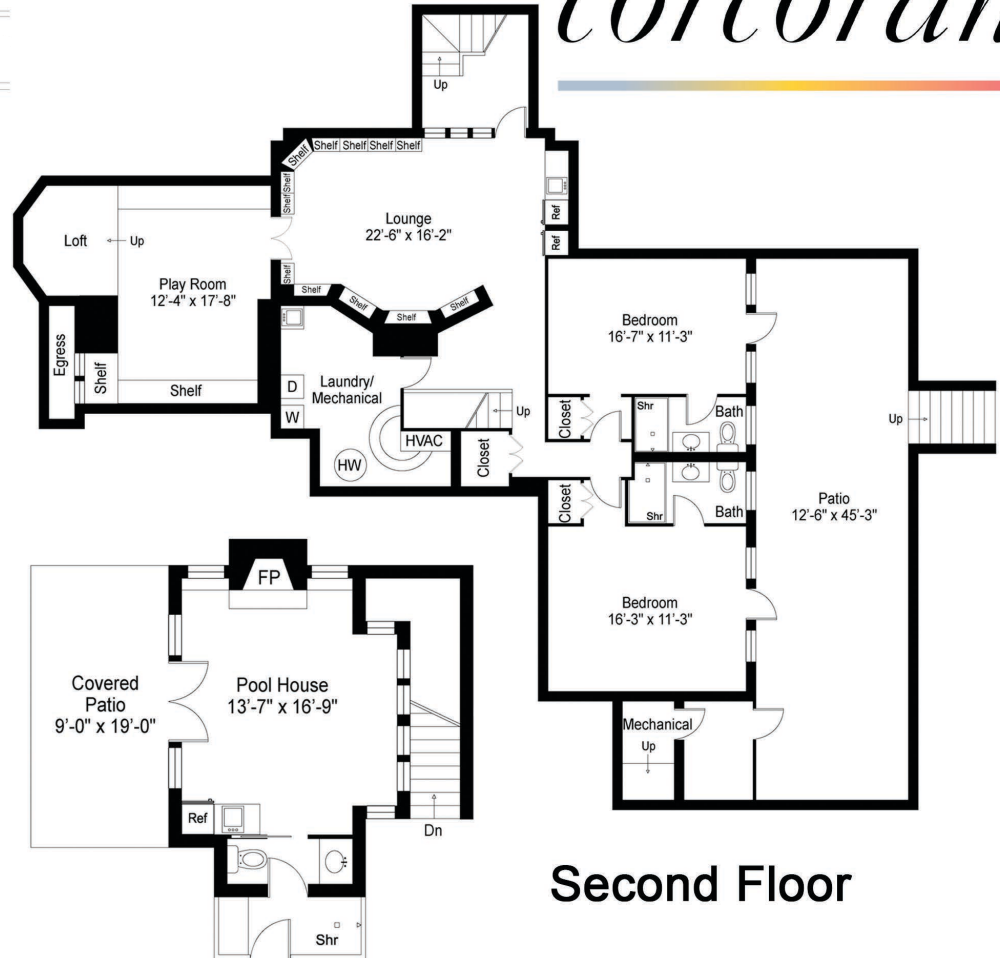 corcoran
Up
Shelf
Shelf
Shelf
Shelf
Shelf
Shelf
Shelf
Lounge
22'-6" x 16'-2"
Ref
Ref
Loft
Up
Play Room
12'-4" x 17'-8"
Shelf
Shelf
Shelf
Shelf
Shelf
Egress
Shelf
Shelf
Laundry/
Mechanical
D
W
HVAC
HW
Up
Closet
Bedroom
16'-7" x 11'-3"
Closet
Shr
Bath
Closet
Shr
Bath
Bedroom
16'-3" x 11'-3"
Up
Patio
12'-6" x 45'-3"
Mechanical
Up
FP
Covered
Patio
9'-0" x 19'-0"
Pool House
13'-7" x 16'-9"
Ref
Dn
Shr
Second Floor